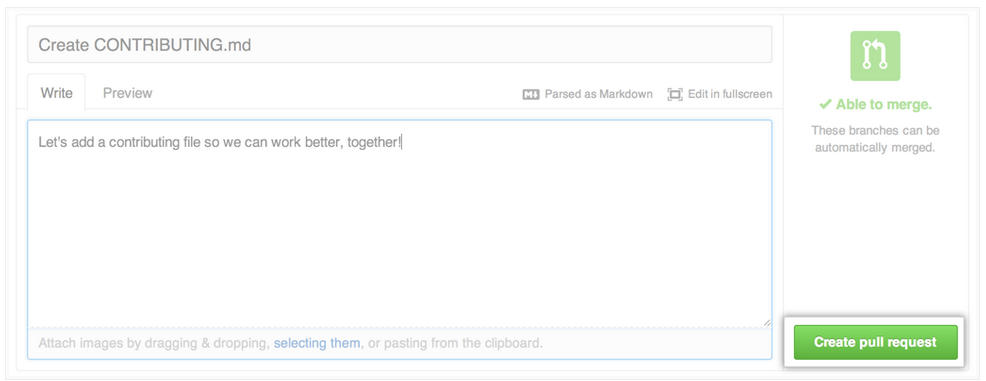 Create CONTRIBUTING.md
Write Preview Parsed as Markdown Edit in fullscreen
Let's add a contributing file so we can work better, together!
Attach images by dragging & dropping, selecting them, or pasting from the clipboard.
✔ Able to merge.
These branches can be
automatically merged.
Create pull request